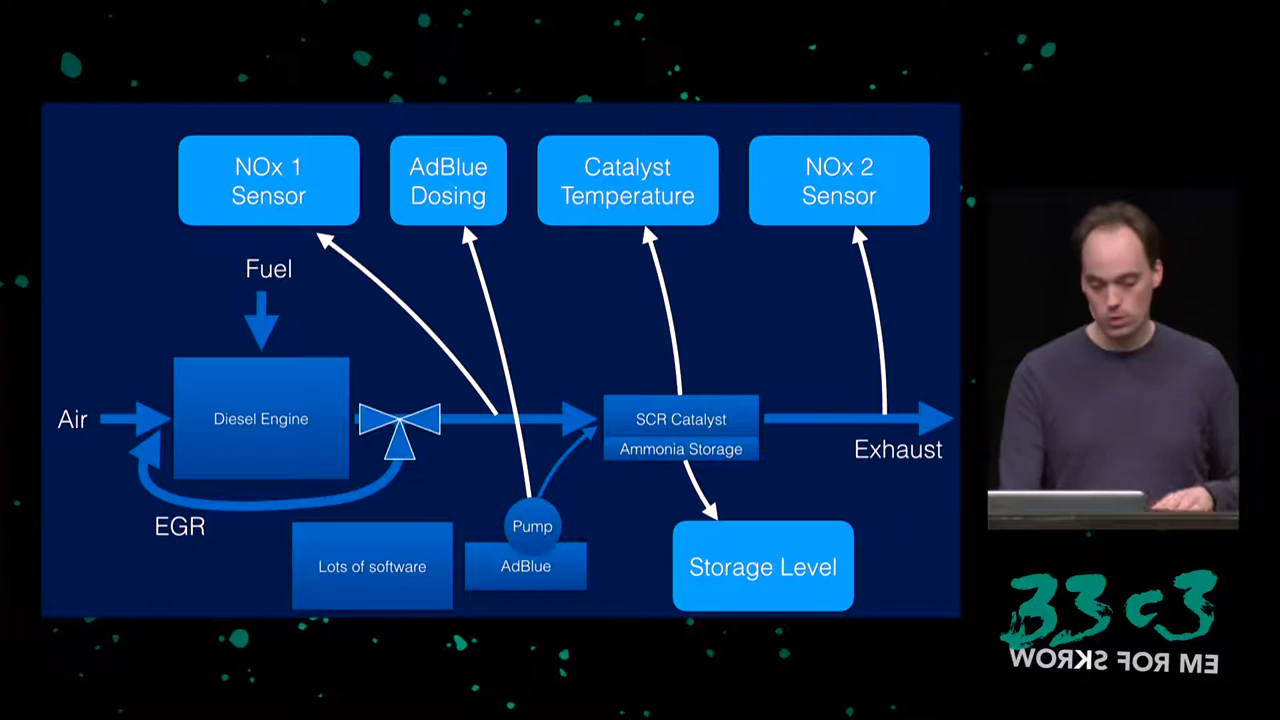 NOx 1
Sensor
AdBlue
Dosing
Catalyst
Temperature
NOx 2
Sensor
Fuel
Air
Diesel Engine
SCR Catalyst
Ammonia Storage
Exhaust
EGR
Pump
Lots of software
AdBlue
Storage Level
33c3
WORKS FOR ME